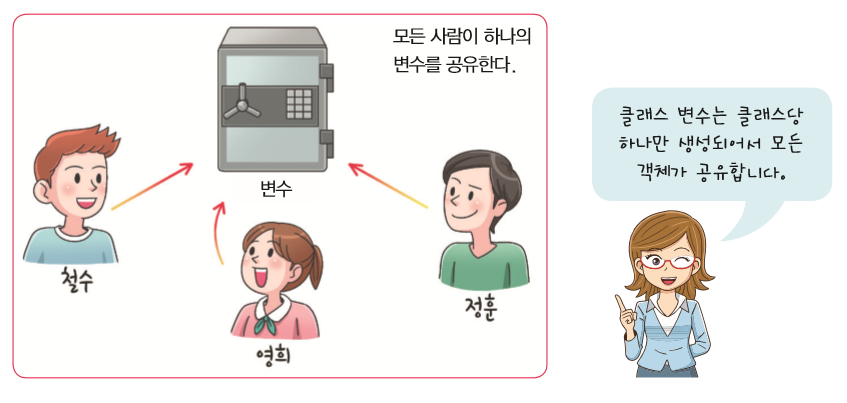 모든 사람이 하나의
변수를 공유한다.
변수
철수
영희
정훈
클래스 변수는 클래스당
하나만 생성되어서 모든
객체가 공유합니다.